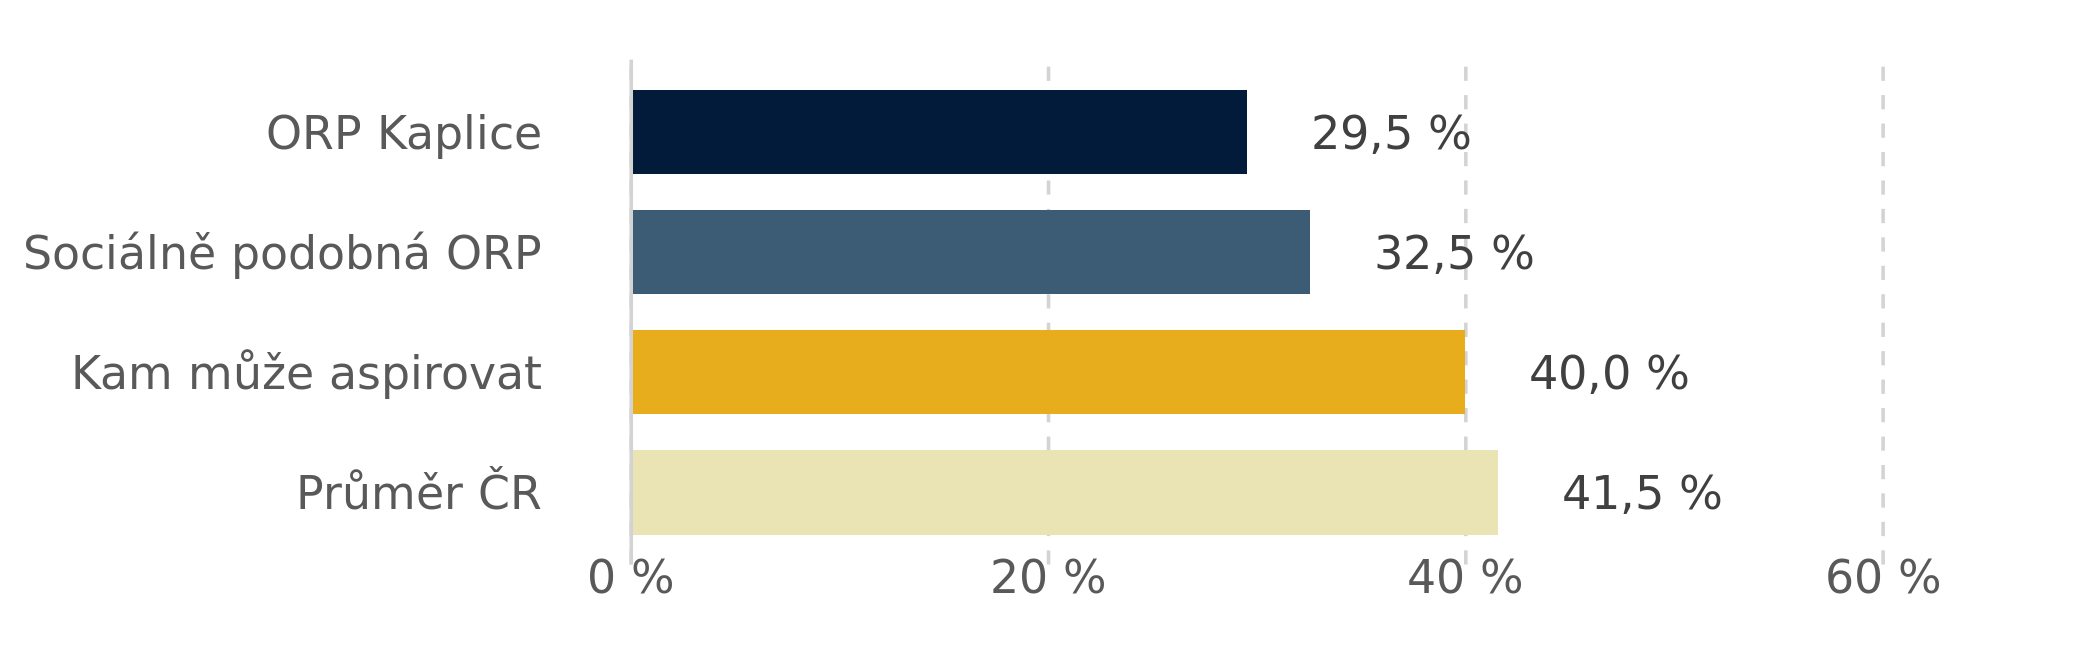 ORP Kaplice 29,5 %
Sociálně podobná ORP 32,5 %
Kam může aspirovat 40,0 %
Průměr ČR 41,5 %
0 % 20 % 40 % 60 %